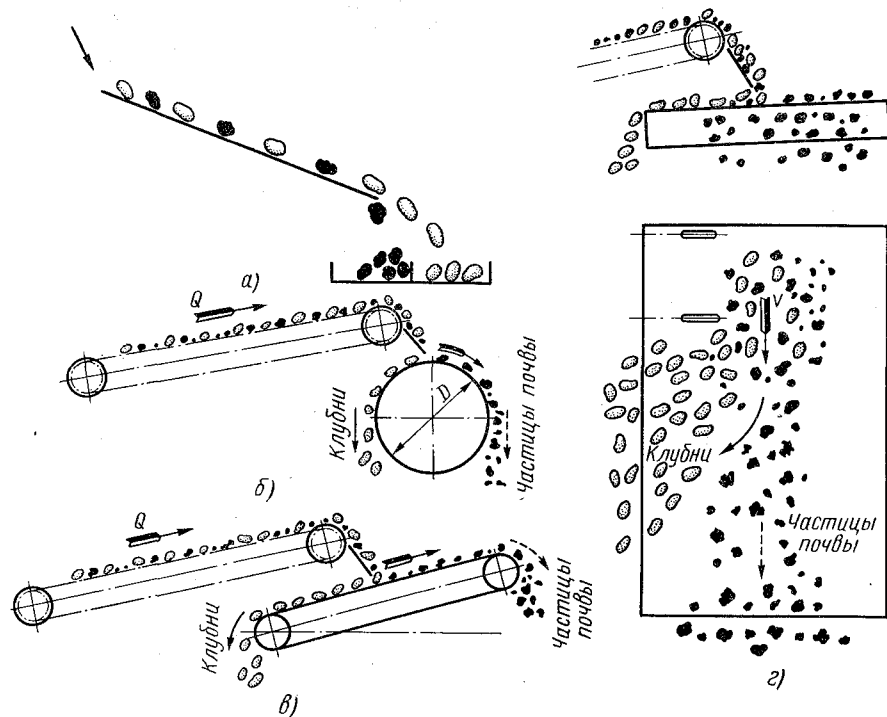 а)
Q
D
Клубни
Частицы почвы
б)
Q
Клубни
Частицы
почвы
в)
V
Клубни
Частицы
почвы
г)